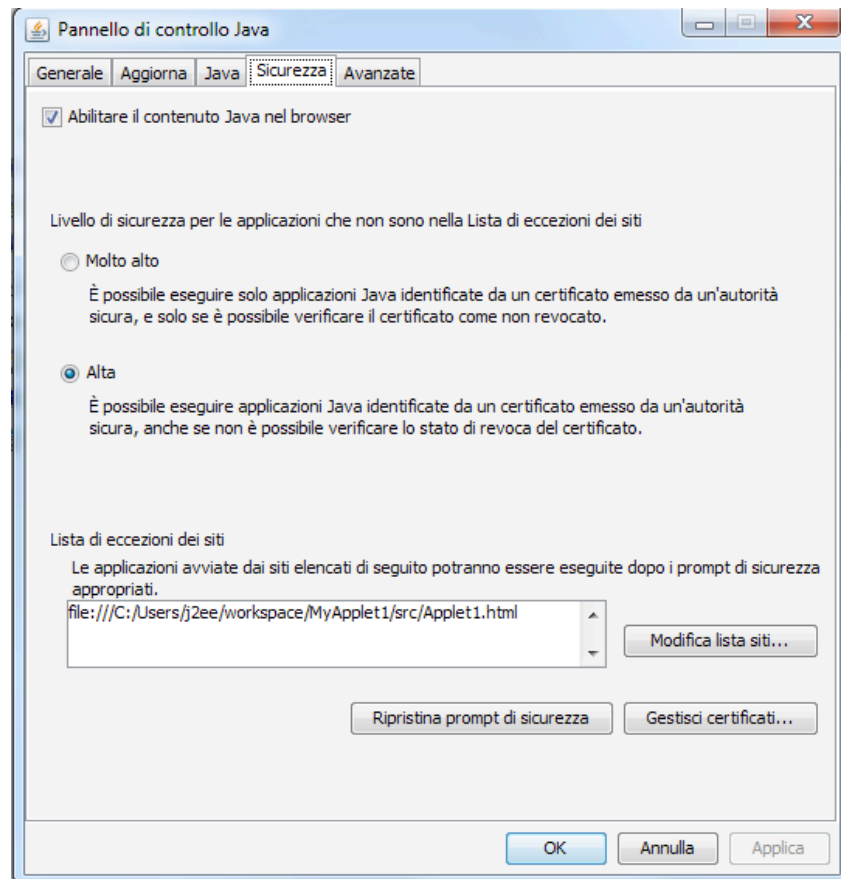 Pannello di controllo Java
Generale Aggiorna Java Sicurezza Avanzate
Abilitare il contenuto Java nel browser
Livello di sicurezza per le applicazioni che non sono nella Lista di eccezioni dei siti
Molto alto
È possibile eseguire solo applicazioni Java identificate da un certificato emesso da un'autorità
sicura, e solo se è possibile verificare il certificato come non revocato.
Alta
È possibile eseguire applicazioni Java identificate da un certificato emesso da un'autorità
sicura, anche se non è possibile verificare lo stato di revoca del certificato.
Lista di eccezioni dei siti
Le applicazioni avviate dai siti elencati di seguito potranno essere eseguite dopo i prompt di sicurezza
appropriati.
file:///C:/Users/j2ee/workspace/MyApplet1/src/Applet1.html
Modifica lista siti...
Ripristina prompt di sicurezza Gestisci certificati...
OK Annulla Applica